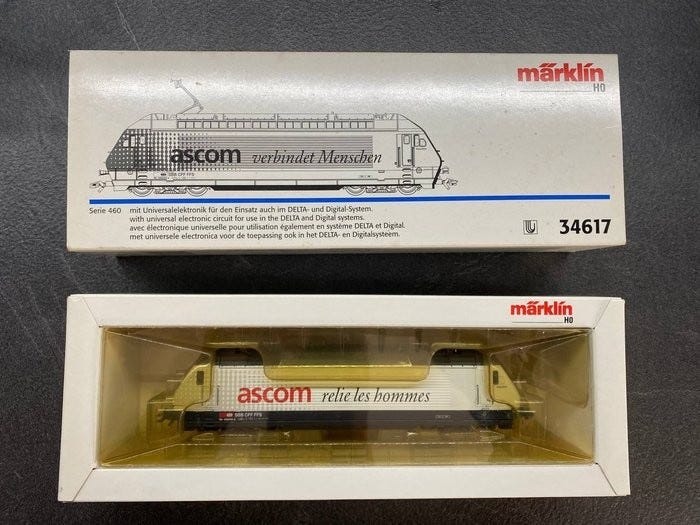 märklin
H0
ascom verbindet Menschen
SBB CFF FFS
Serie 460 mit Universalelektronik für den Einsatz auch im DELTA- und Digital-System.
with universal electronic circuit for use in the DELTA and Digital systems.
avec électronique universelle pour utilisation également en système DELTA et Digital.
met universele electronica voor de toepassing ook in het DELTA- en Digitalsysteem.
U 34617
märklin
H0
ascom relie les hommes
SBB CFF FFS